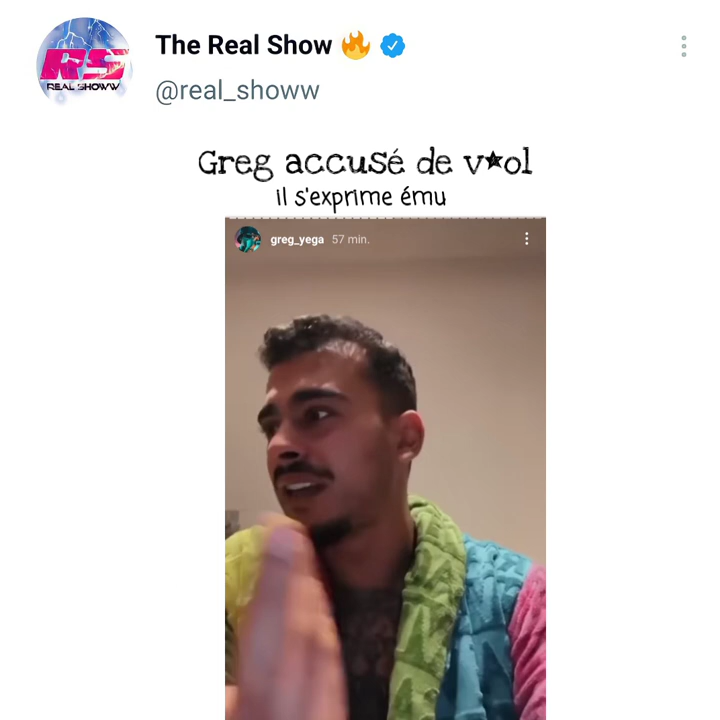 The Real Show
RS
REAL SHOWW
@real_showw
Greg accusé de v★ol
il s'exprime ému
greg_yega 57 min.